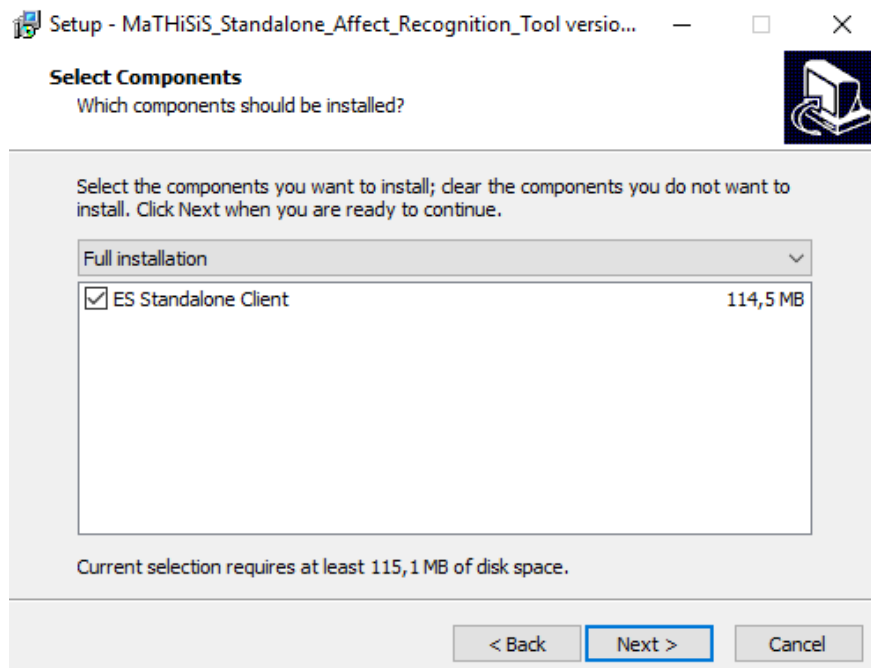 Setup - MaTHiSiS_Standalone_Affect_Recognition_Tool versio...
Select Components
Which components should be installed?
Select the components you want to install; clear the components you do not want to
install. Click Next when you are ready to continue.
Full installation
ES Standalone Client 114,5 MB
Current selection requires at least 115,1 MB of disk space.
< Back Next > Cancel